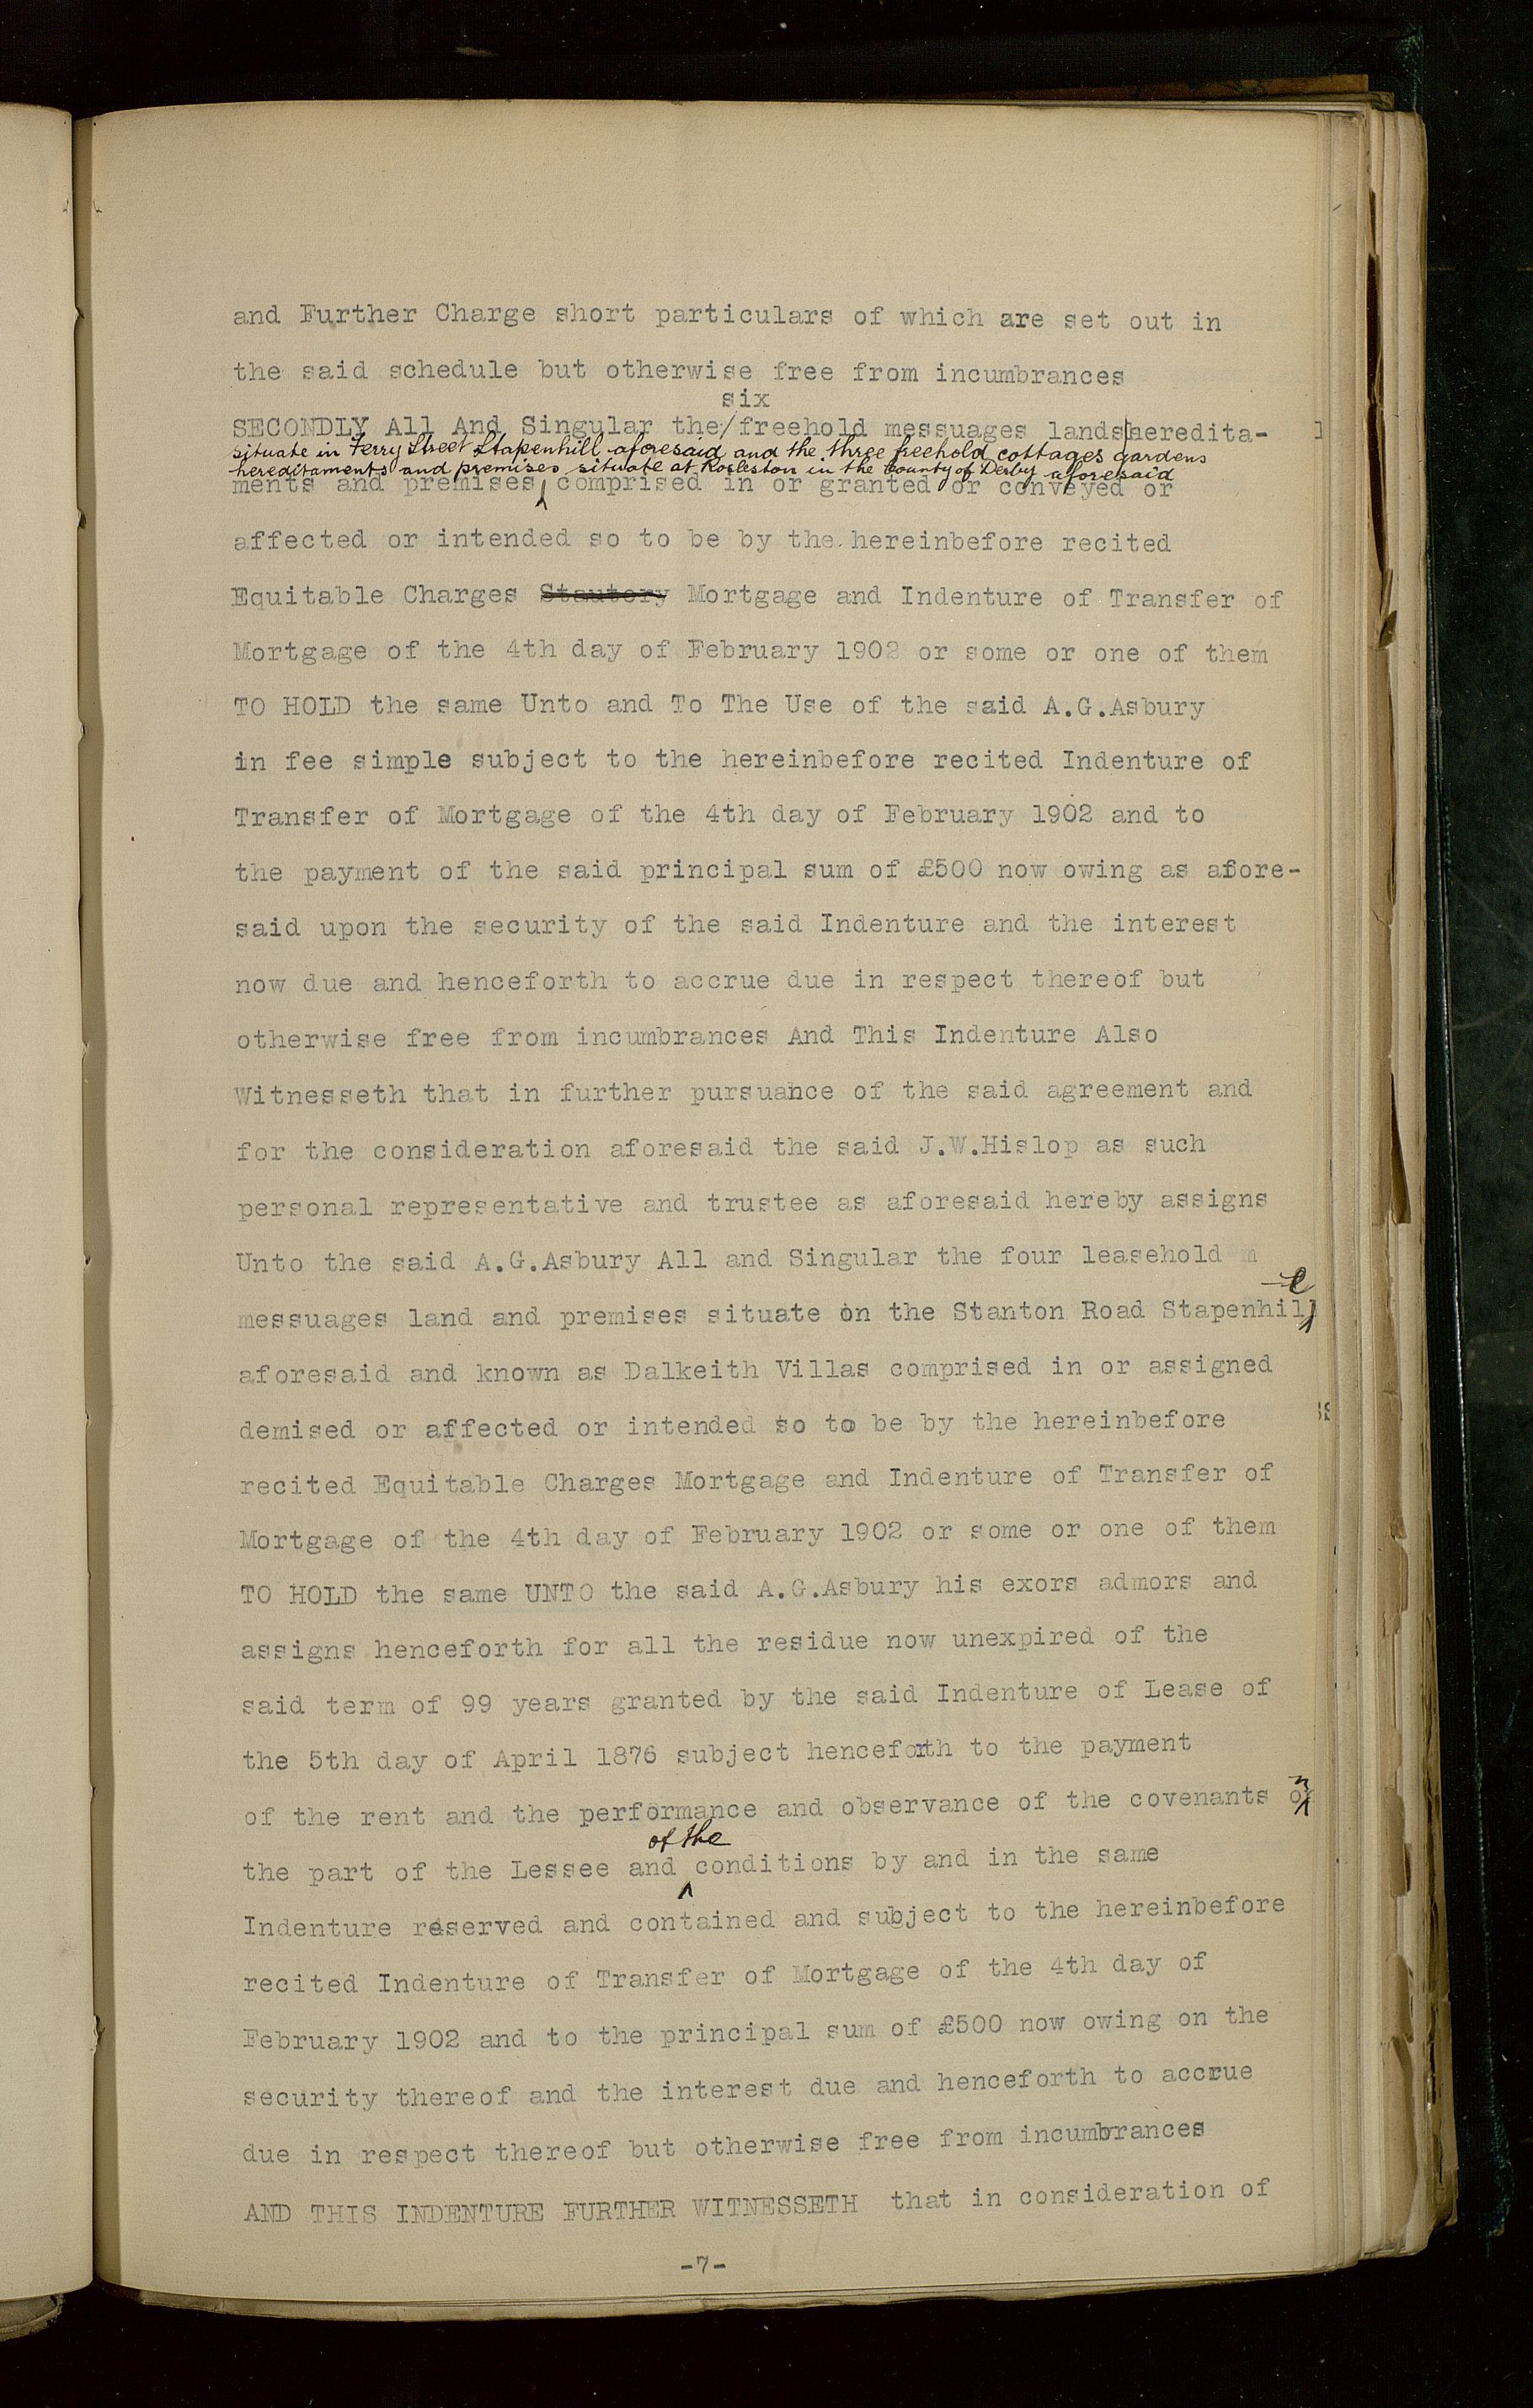 and Further Charge short particulars of which are set out in
the said schedule but otherwise free from incumbrances
six
SECONDLY All And Singular the/freehold messuages lands heredita-
situate in Ferry Street Stapenhill aforesaid and the three freehold cottages gardens
hereditaments and premises situate at Rosleston in the County of Derby aforesaid
ments and premises comprised in or granted or conveyed or
affected or intended so to be by the hereinbefore recited
Equitable Charges Stautory Mortgage and Indenture of Transfer of
Mortgage of the 4th day of February 1902 or some or one of them
TO HOLD the same Unto and To The Use of the said A.G.Asbury
in fee simple subject to the hereinbefore recited Indenture of
Transfer of Mortgage of the 4th day of February 1902 and to
the payment of the said principal sum of £500 now owing as afore-
said upon the security of the said Indenture and the interest
now due and henceforth to accrue due in respect thereof but
otherwise free from incumbrances And This Indenture Also
Witnesseth that in further pursuance of the said agreement and
for the consideration aforesaid the said J.W.Hislop as such
personal representative and trustee as aforesaid hereby assigns
Unto the said A.G.Asbury All and Singular the four leasehold m
messuages land and premises situate on the Stanton Road Stapenhill
aforesaid and known as Dalkeith Villas comprised in or assigned
demised or affected or intended so to be by the hereinbefore
recited Equitable Charges Mortgage and Indenture of Transfer of
Mortgage of the 4th day of February 1902 or some or one of them
TO HOLD the same UNTO the said A.G.Asbury his exors admors and
assigns henceforth for all the residue now unexpired of the
said term of 99 years granted by the said Indenture of Lease of
the 5th day of April 1876 subject henceforth to the payment
of the rent and the performance and observance of the covenants on
of the
the part of the Lessee and conditions by and in the same
Indenture reserved and contained and subject to the hereinbefore
recited Indenture of Transfer of Mortgage of the 4th day of
February 1902 and to the principal sum of £500 now owing on the
security thereof and the interest due and henceforth to accrue
due in respect thereof but otherwise free from incumbrances
AND THIS INDENTURE FURTHER WITNESSETH that in consideration of
-7-